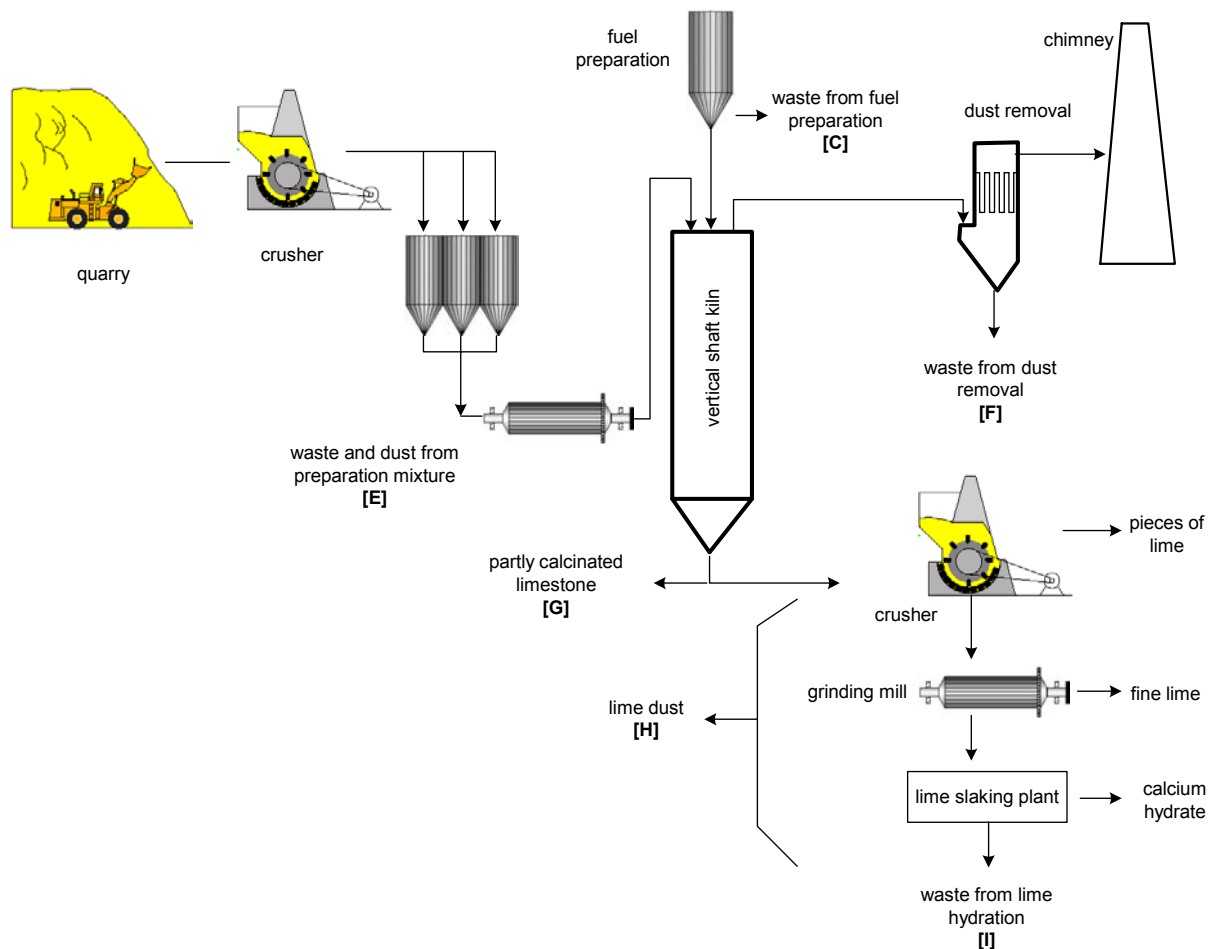 fuel
preparation
chimney
waste from fuel
preparation
[C]
dust removal
quarry
crusher
vertical shaft kiln
waste from dust
removal
[F]
waste and dust from
preparation mixture
[E]
pieces of
lime
partly calcinated
limestone
[G]
crusher
grinding mill
fine lime
lime dust
[H]
lime slaking plant
calcium
hydrate
waste from lime
hydration
[I]